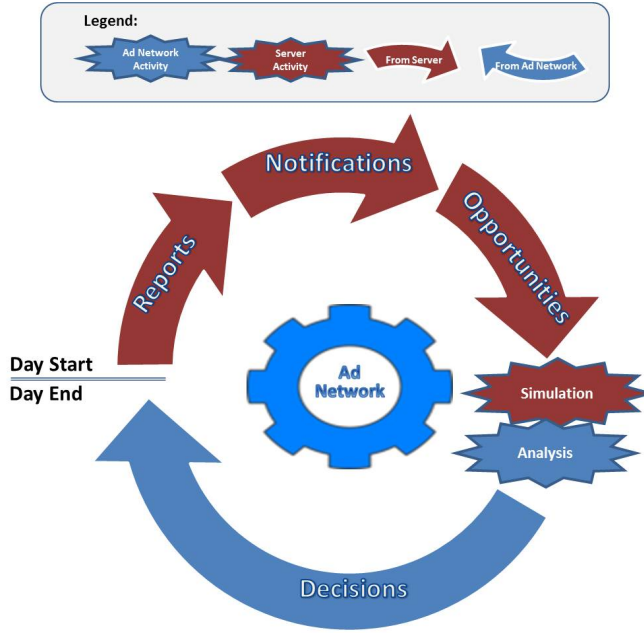 Legend:
Ad Network
Activity
Server
Activity
From Server
From Ad Network
Notifications
Reports
Opportunities
Day Start
Day End
Ad
Network
Simulation
Analysis
Decisions